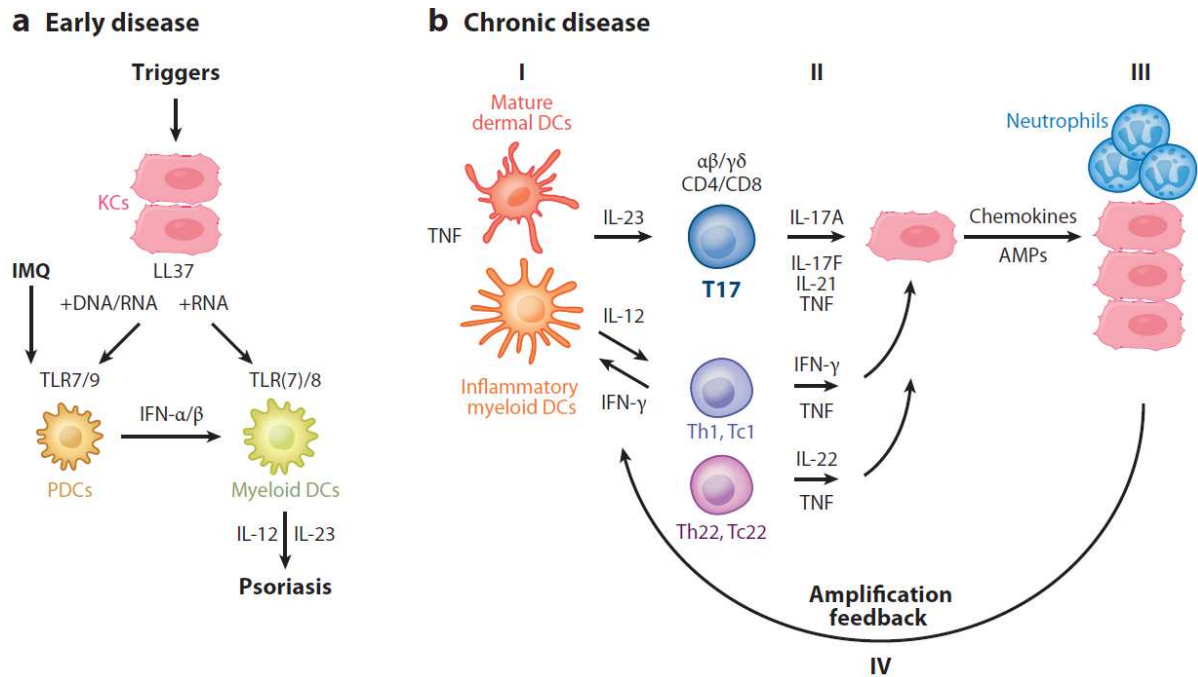 a Early disease
Triggers
KCs
IMQ
LL37
+DNA/RNA
+RNA
TLR7/9
TLR(7)/8
IFN-α/β
PDCs
Myeloid DCs
IL-12
IL-23
Psoriasis
b Chronic disease
I
Mature
dermal DCs
TNF
IL-23
IL-12
IFN-γ
Inflammatory
myeloid DCs
II
αβ/γδ
CD4/CD8
T17
IL-17A
IL-17F
IL-21
TNF
Th1, Tc1
IFN-γ
TNF
Th22, Tc22
IL-22
TNF
Chemokines
AMPs
III
Neutrophils
Amplification
feedback
IV